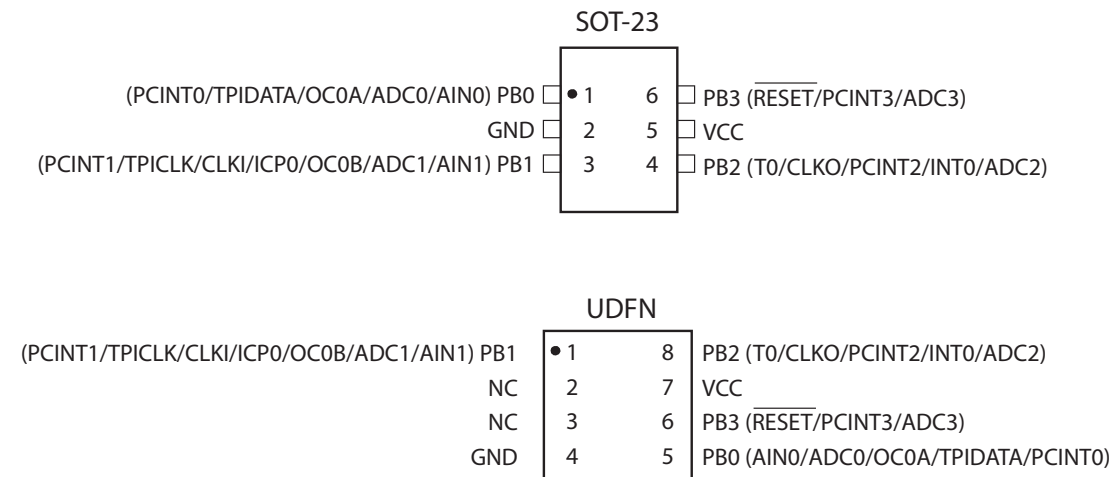 SOT-23
(PCINT0/TPIDATA/OC0A/ADC0/AIN0) PB0 1 6 PB3 (RESET/PCINT3/ADC3)
GND 2 5 VCC
(PCINT1/TPICLK/CLKI/ICP0/OC0B/ADC1/AIN1) PB1 3 4 PB2 (T0/CLKO/PCINT2/INT0/ADC2)
UDFN
(PCINT1/TPICLK/CLKI/ICP0/OC0B/ADC1/AIN1) PB1 1 8 PB2 (T0/CLKO/PCINT2/INT0/ADC2)
NC 2 7 VCC
NC 3 6 PB3 (RESET/PCINT3/ADC3)
GND 4 5 PB0 (AIN0/ADC0/OC0A/TPIDATA/PCINT0)